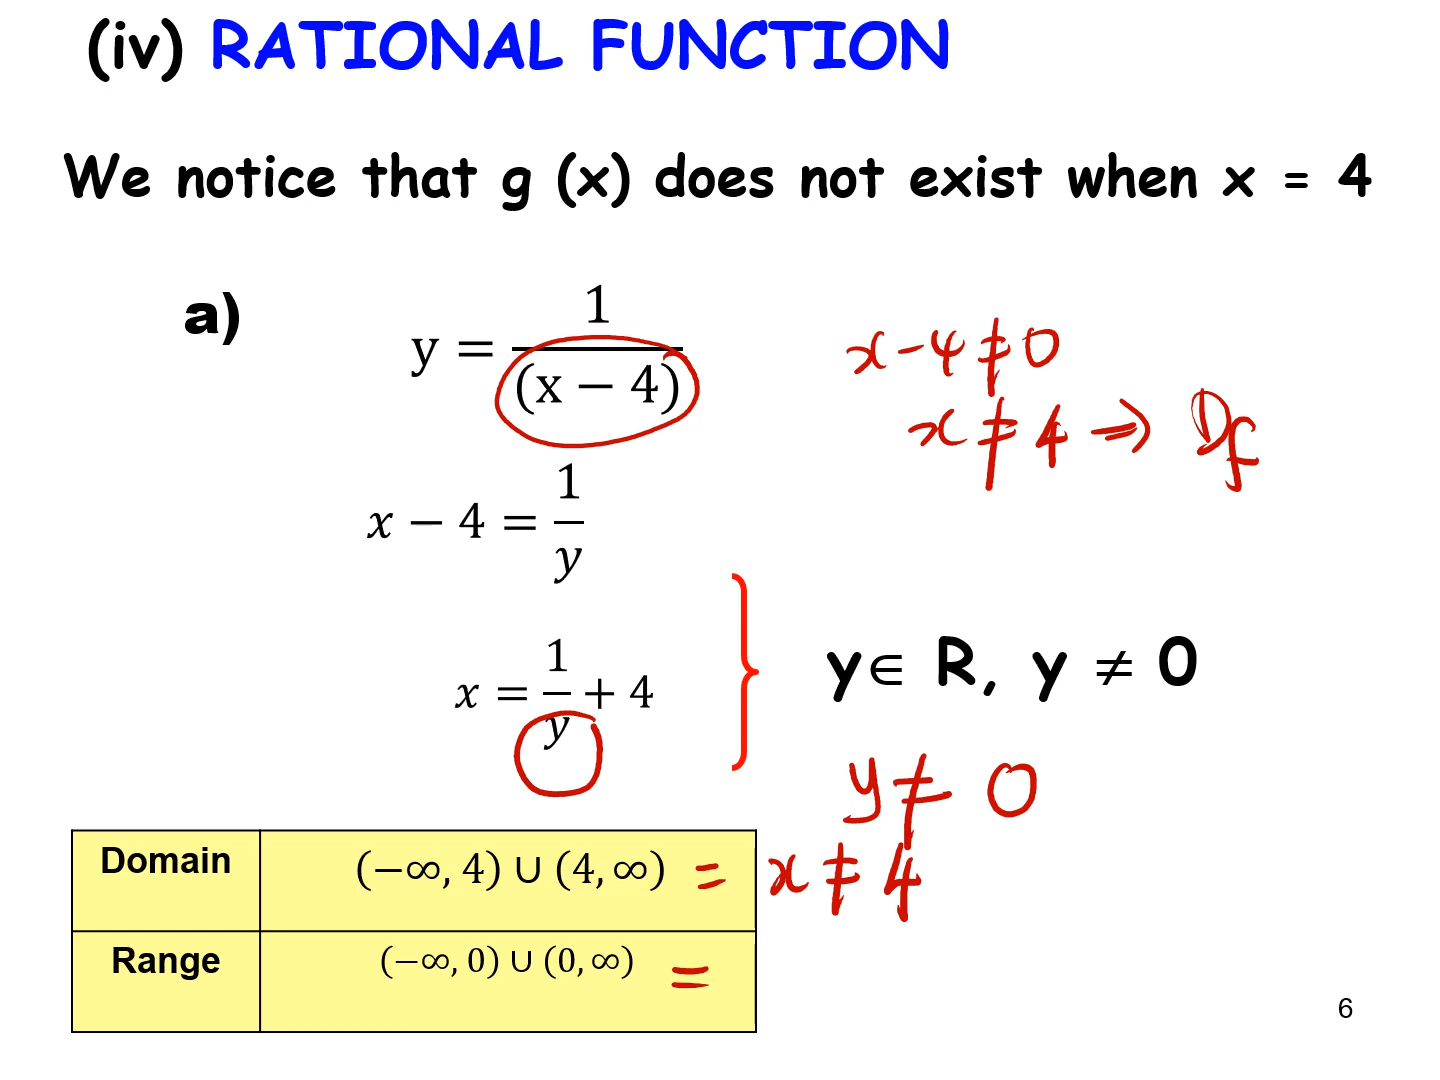 (iv) RATIONAL FUNCTION
We notice that g (x) does not exist when x = 4
a)
y = 1 / (x − 4)
x − 4 ≠ 0
x ≠ 4 ⇒ Df
x − 4 = 1 / y
x = 1 / y + 4
y ∈ R, y ≠ 0
y ≠ 0
Domain (−∞, 4) ∪ (4, ∞) = x ≠ 4
Range (−∞, 0) ∪ (0, ∞) =
6